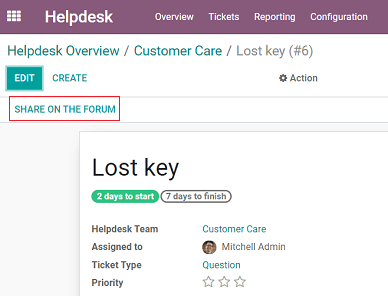 Helpdesk Overview Tickets Reporting Configuration
Helpdesk Overview / Customer Care / Lost key (#6)
EDIT CREATE Action
SHARE ON THE FORUM
Lost key
2 days to start 7 days to finish
Helpdesk Team Customer Care
Assigned to Mitchell Admin
Ticket Type Question
Priority